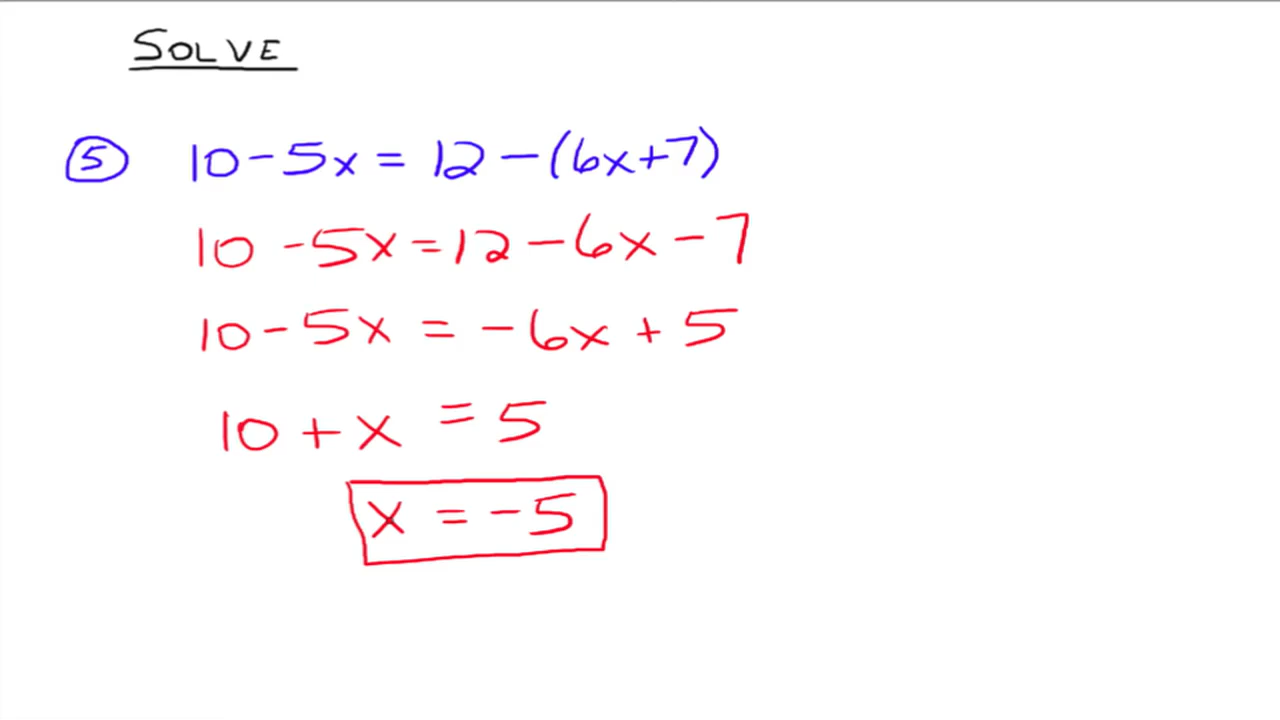 SOLVE
⑤ 10-5x = 12-(6x+7)
10-5x=12-6x-7
10-5x = -6x+5
10+x = 5
x = -5